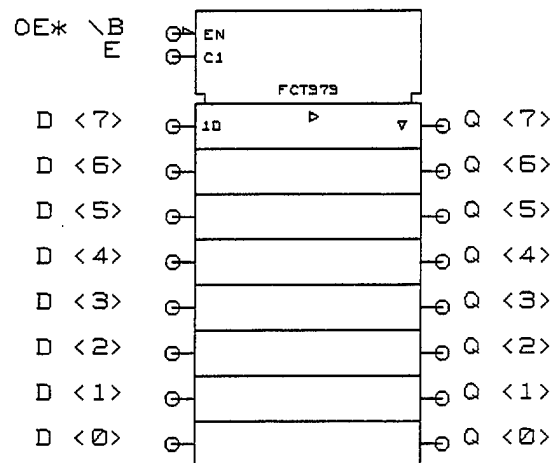 OE* \B
EN
E
C1
FCT373
D <7>
1D
Q <7>
D <6>
Q <6>
D <5>
Q <5>
D <4>
Q <4>
D <3>
Q <3>
D <2>
Q <2>
D <1>
Q <1>
D <0>
Q <0>